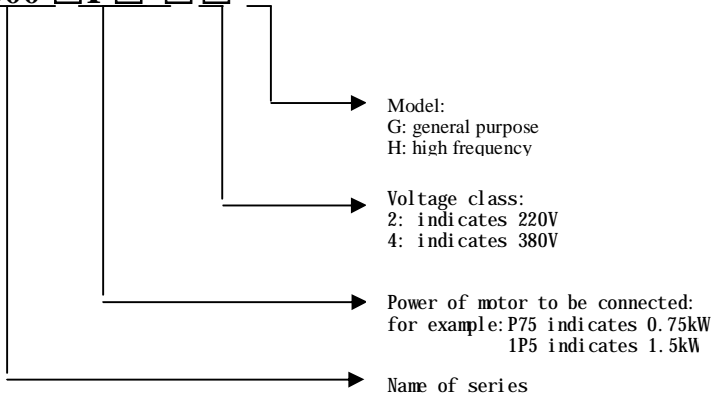 Model:
G: general purpose
H: high frequency
Voltage class:
2: indicates 220V
4: indicates 380V
Power of motor to be connected:
for example: P75 indicates 0.75kW
1P5 indicates 1.5kW
Name of series